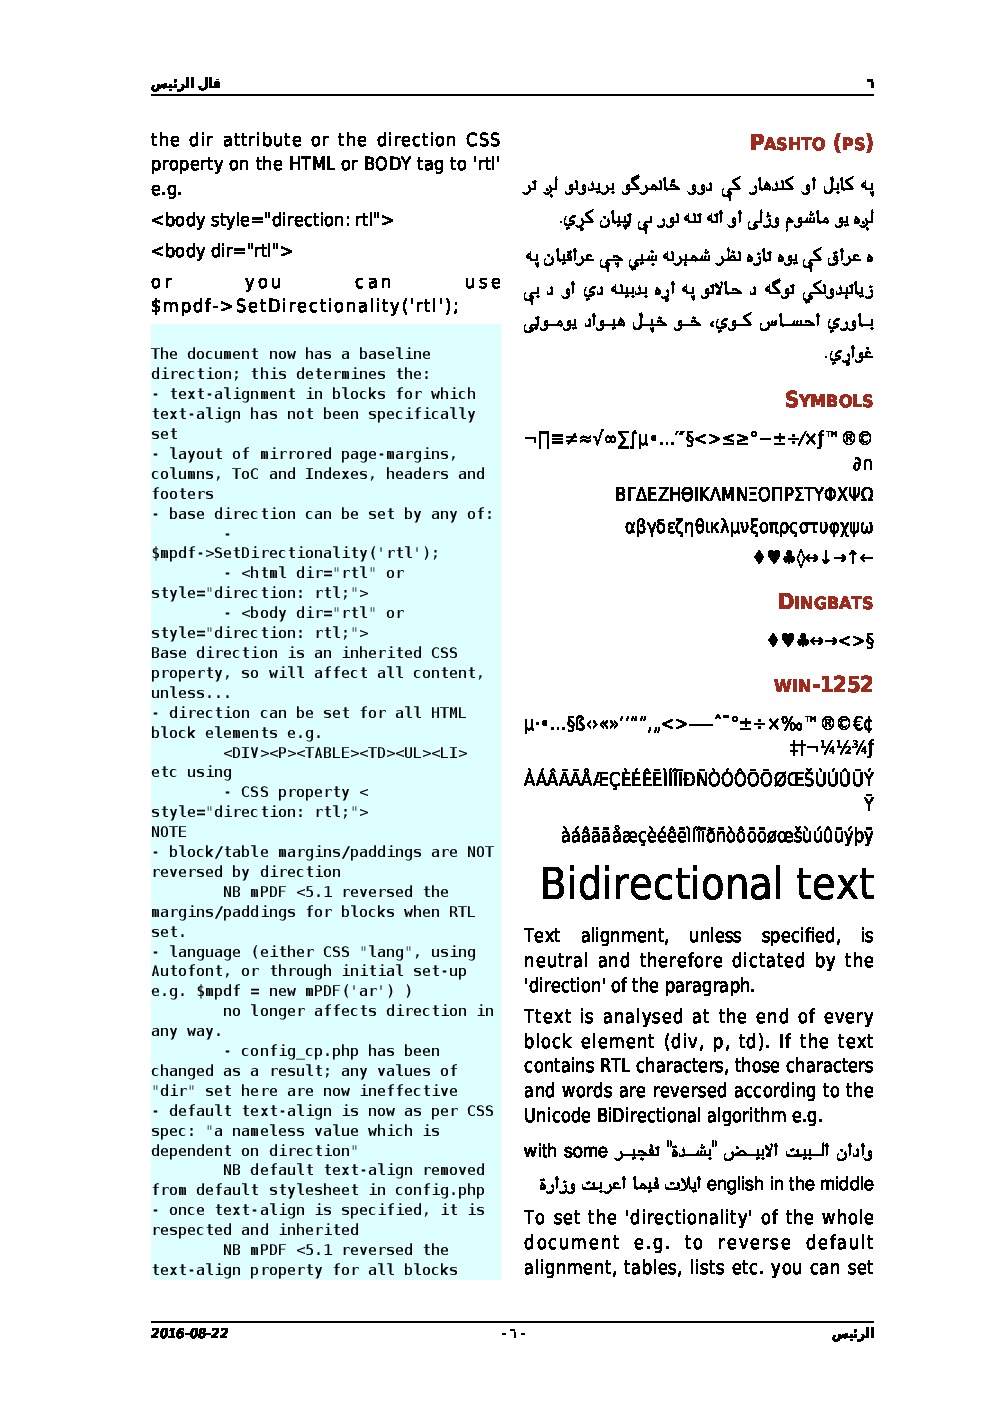 ٦
قال الرئيس
PASHTO (PS)
په کابل او کندهار کې دوو ځانمرګو بريدونو لږ تر
لږه يو ماشوم وژلی او اته تنه نور يې ټپيان کړي.
ه عراق کې يوه تازه نظر شمېرنه ښيي چې عراقيان په
زياتېدونکې توګه د حالاتو په اړه بدبينه دي او د بې
باورۍ احساس کوي، خو خپل هېواد يوموټی
غواړي.
SYMBOLS
¬∏≡≠≈√∞∑∫µ•…′″§<>≤≥°−±÷⁄×ƒ™®©
∂∩
ΒΓΔΕΖΗΘΙΚΛΜΝΞΟΠΡΣΤΥΦΧΨΩ
αβγδεζηθικλμνξοπρςστυφχψω
♦♥♣◊↔↓→↑←
DINGBATS
♦♥♣↔→<>§
WIN-1252
µ·•…§ß‹›«»‘’“”‚„<>–—ˆ¯°±÷×‰™®©€¢
‡†¬¼½¾ƒ
ÀÁÂÃÄÅÆÇÈÉÊËÌÍÎÏÐÑÒÓÔÕÖØŒŠÙÚÛÜÝ
Ÿ
àáâãäåæçèéêëìíîïðñòôõöøœšùúûüýþÿ
Bidirectional text
Text alignment, unless specified, is
neutral and therefore dictated by the
'direction' of the paragraph.
Ttext is analysed at the end of every
block element (div, p, td). If the text
contains RTL characters, those characters
and words are reversed according to the
Unicode BiDirectional algorithm e.g.
وأدان البيت الابيض "بشدة" تفجير with some
english in the middle ايلات فيما أعربت وزارة
To set the 'directionality' of the whole
document e.g. to reverse default
alignment, tables, lists etc. you can set
the dir attribute or the direction CSS
property on the HTML or BODY tag to 'rtl'
e.g.
<body style="direction: rtl">
<body dir="rtl">
or you can use
$mpdf->SetDirectionality('rtl');
The document now has a baseline
direction; this determines the:
- text-alignment in blocks for which
text-align has not been specifically
set
- layout of mirrored page-margins,
columns, ToC and Indexes, headers and
footers
- base direction can be set by any of:
-
$mpdf->SetDirectionality('rtl');
- <html dir="rtl" or
style="direction: rtl;">
- <body dir="rtl" or
style="direction: rtl;">
Base direction is an inherited CSS
property, so will affect all content,
unless...
- direction can be set for all HTML
block elements e.g.
<DIV><P><TABLE><TD><UL><LI>
etc using
- CSS property <
style="direction: rtl;">
NOTE
- block/table margins/paddings are NOT
reversed by direction
NB mPDF <5.1 reversed the
margins/paddings for blocks when RTL
set.
- language (either CSS "lang", using
Autofont, or through initial set-up
e.g. $mpdf = new mPDF('ar') )
no longer affects direction in
any way.
- config_cp.php has been
changed as a result; any values of
"dir" set here are now ineffective
- default text-align is now as per CSS
spec: "a nameless value which is
dependent on direction"
NB default text-align removed
from default stylesheet in config.php
- once text-align is specified, it is
respected and inherited
NB mPDF <5.1 reversed the
text-align property for all blocks
الرئيس
- ٦ -
2016-08-22